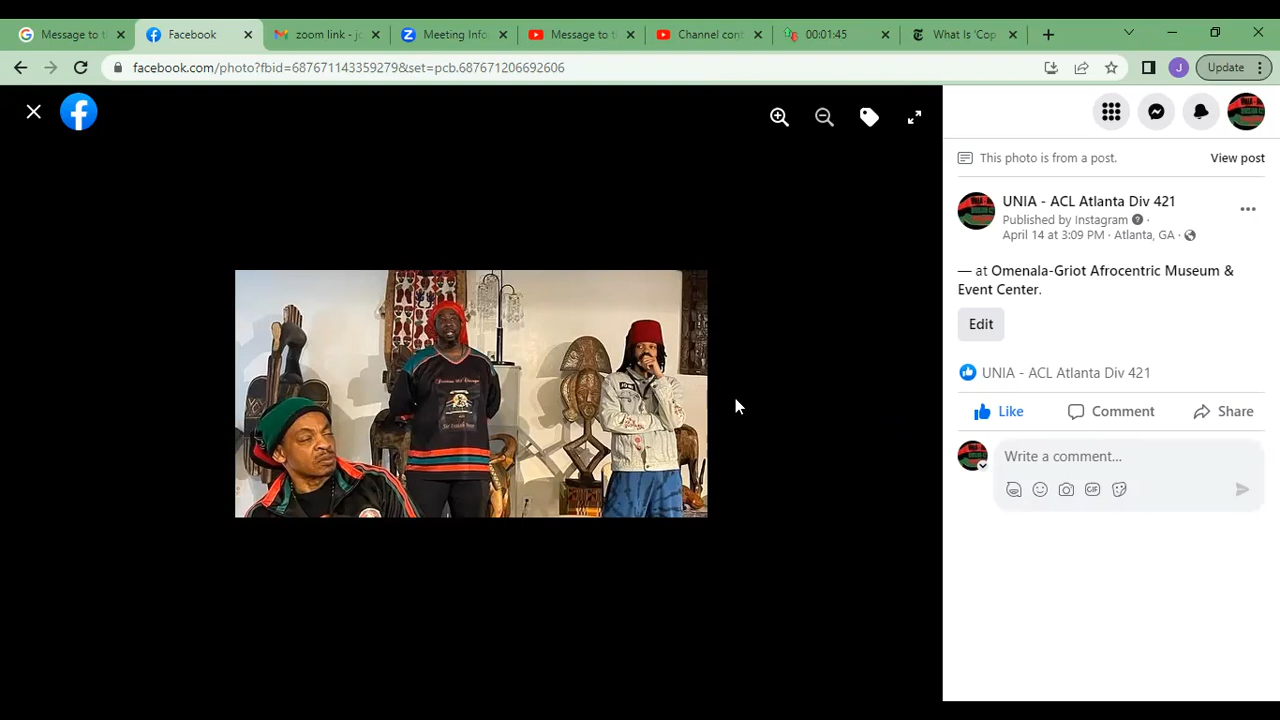 Message to t
Facebook
zoom link - jo
Meeting Info
Message to t
Channel cont
00:01:45
What Is 'Cop
facebook.com/photo?fbid=687671143359279&set=pcb.687671206692606
J
Update
This photo is from a post.
View post
UNIA - ACL Atlanta Div 421
Published by Instagram
April 14 at 3:09 PM · Atlanta, GA ·
— at Omenala-Griot Afrocentric Museum &
Event Center.
Edit
UNIA - ACL Atlanta Div 421
Like
Comment
Share
Write a comment...
GIF